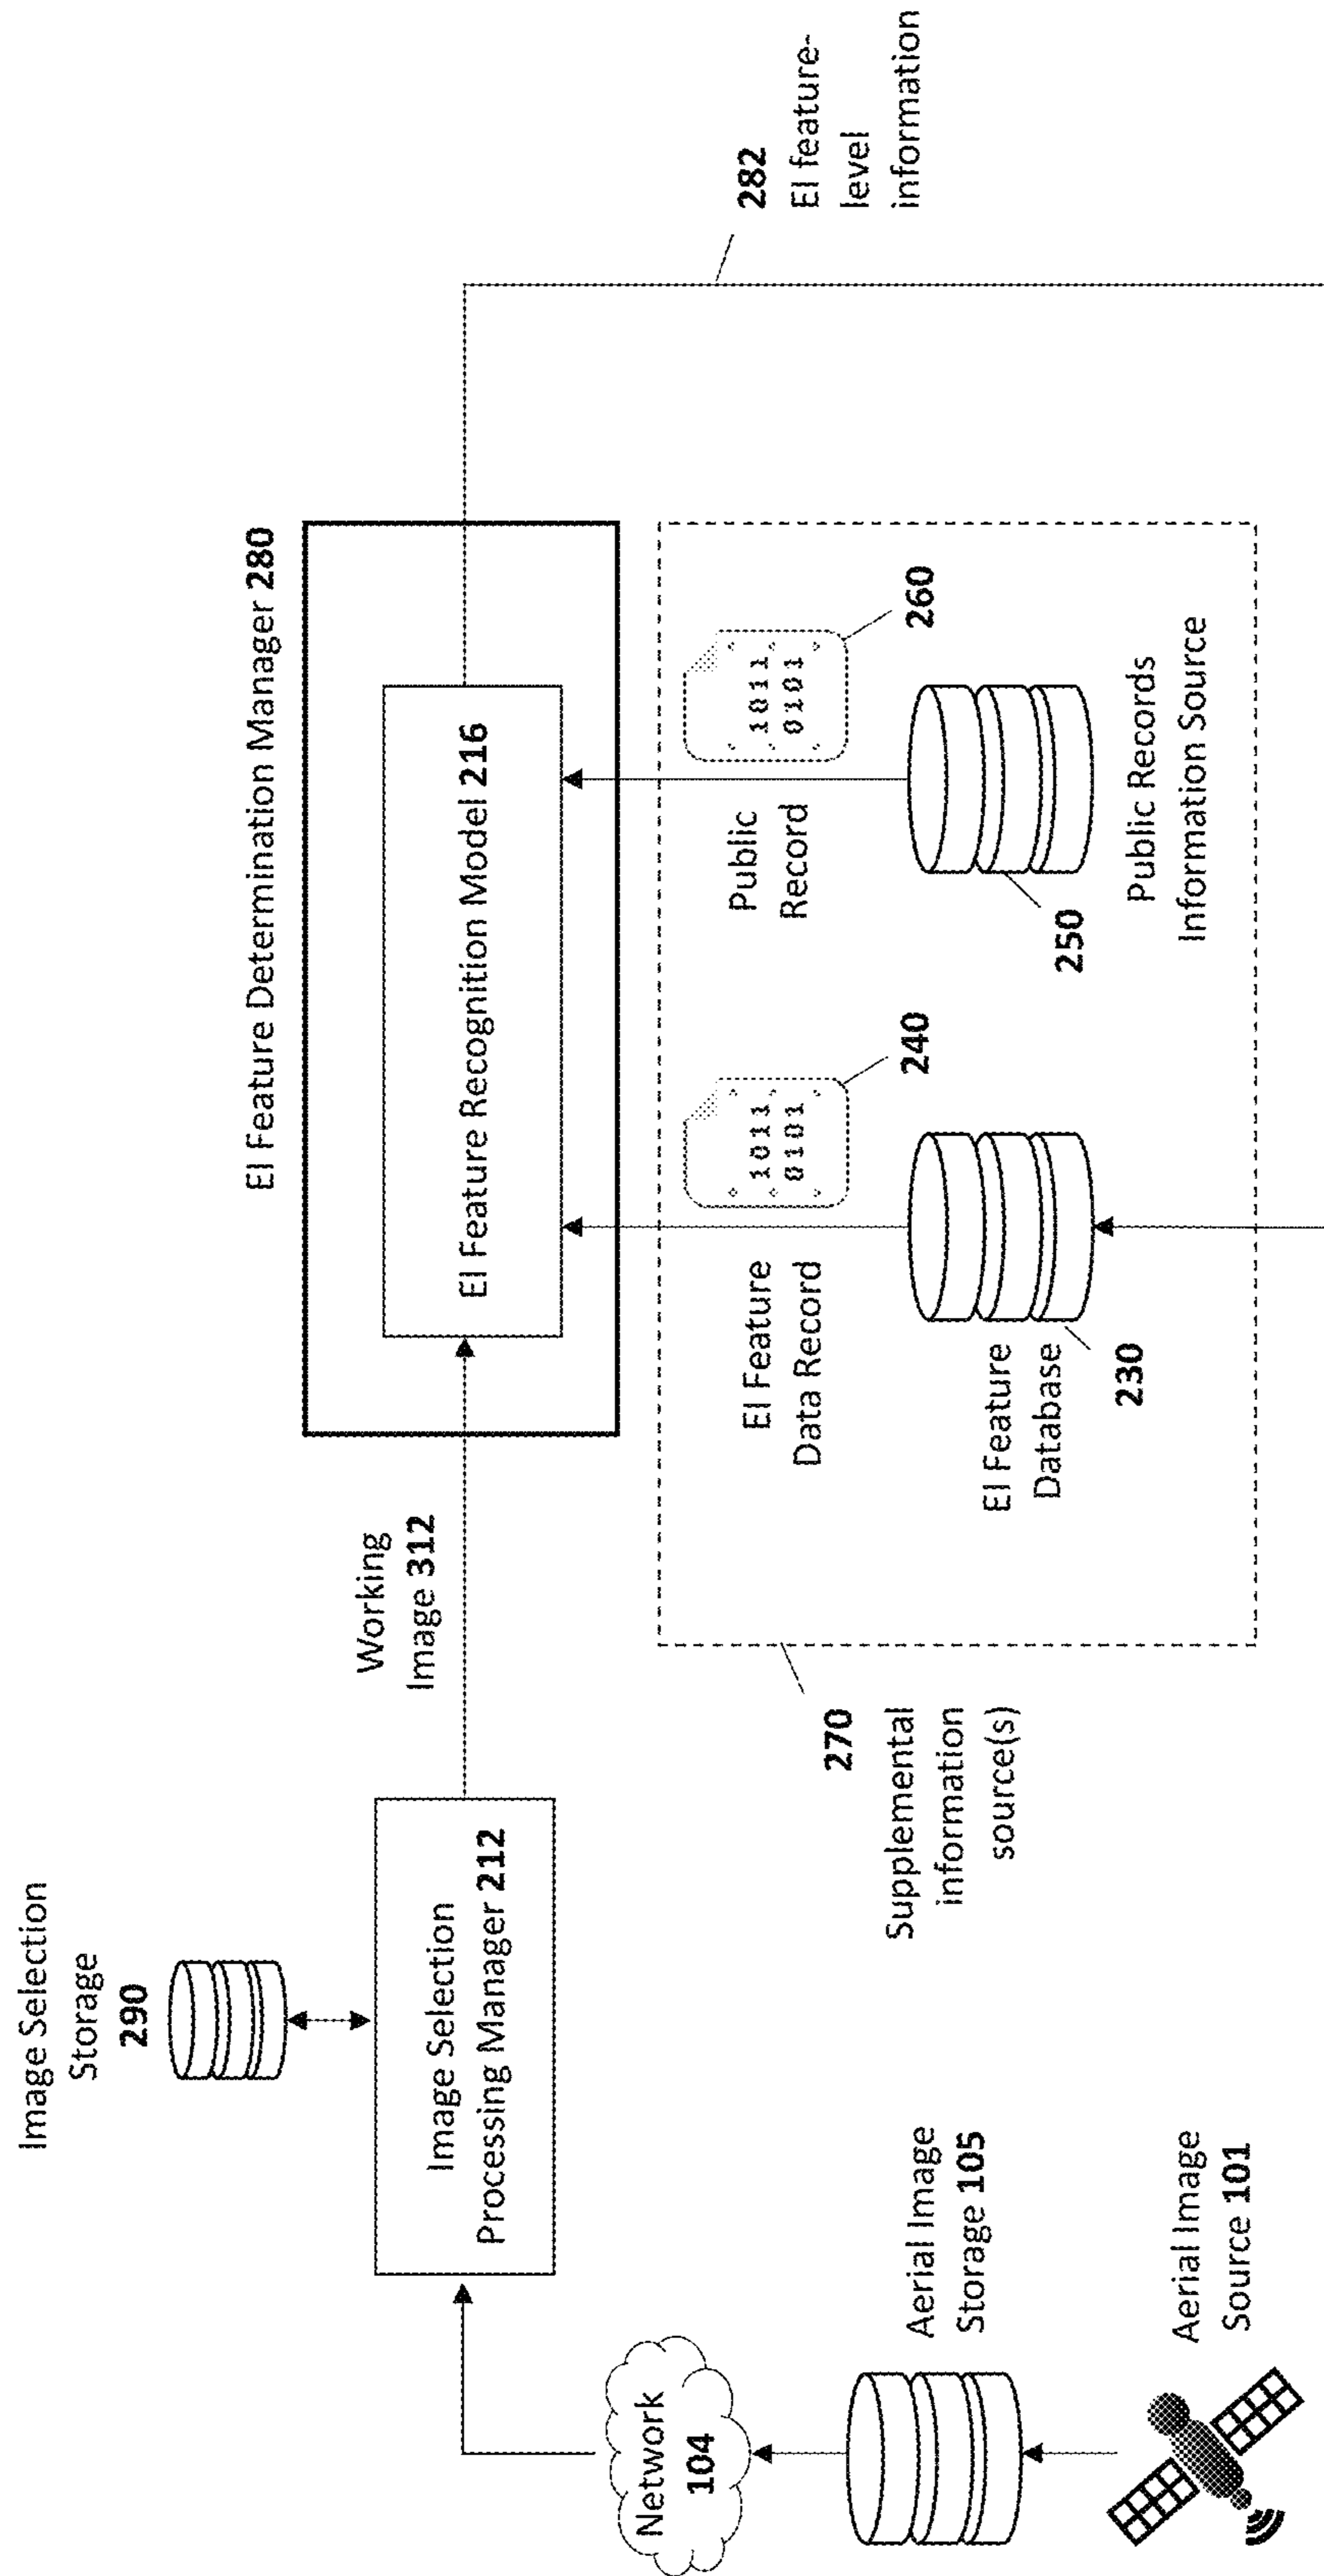 Image Selection
Storage
290
Image Selection
Processing Manager 212
Network
104
Aerial Image
Storage 105
Aerial Image
Source 101
Working
Image 312
EI Feature Determination Manager 280
EI Feature Recognition Model 216
EI Feature
Data Record
1011
0101
240
Public
Record
1011
0101
260
EI Feature
Database
230
250
Public Records
Information Source
270
Supplemental
information
source(s)
282
EI feature-
level
information